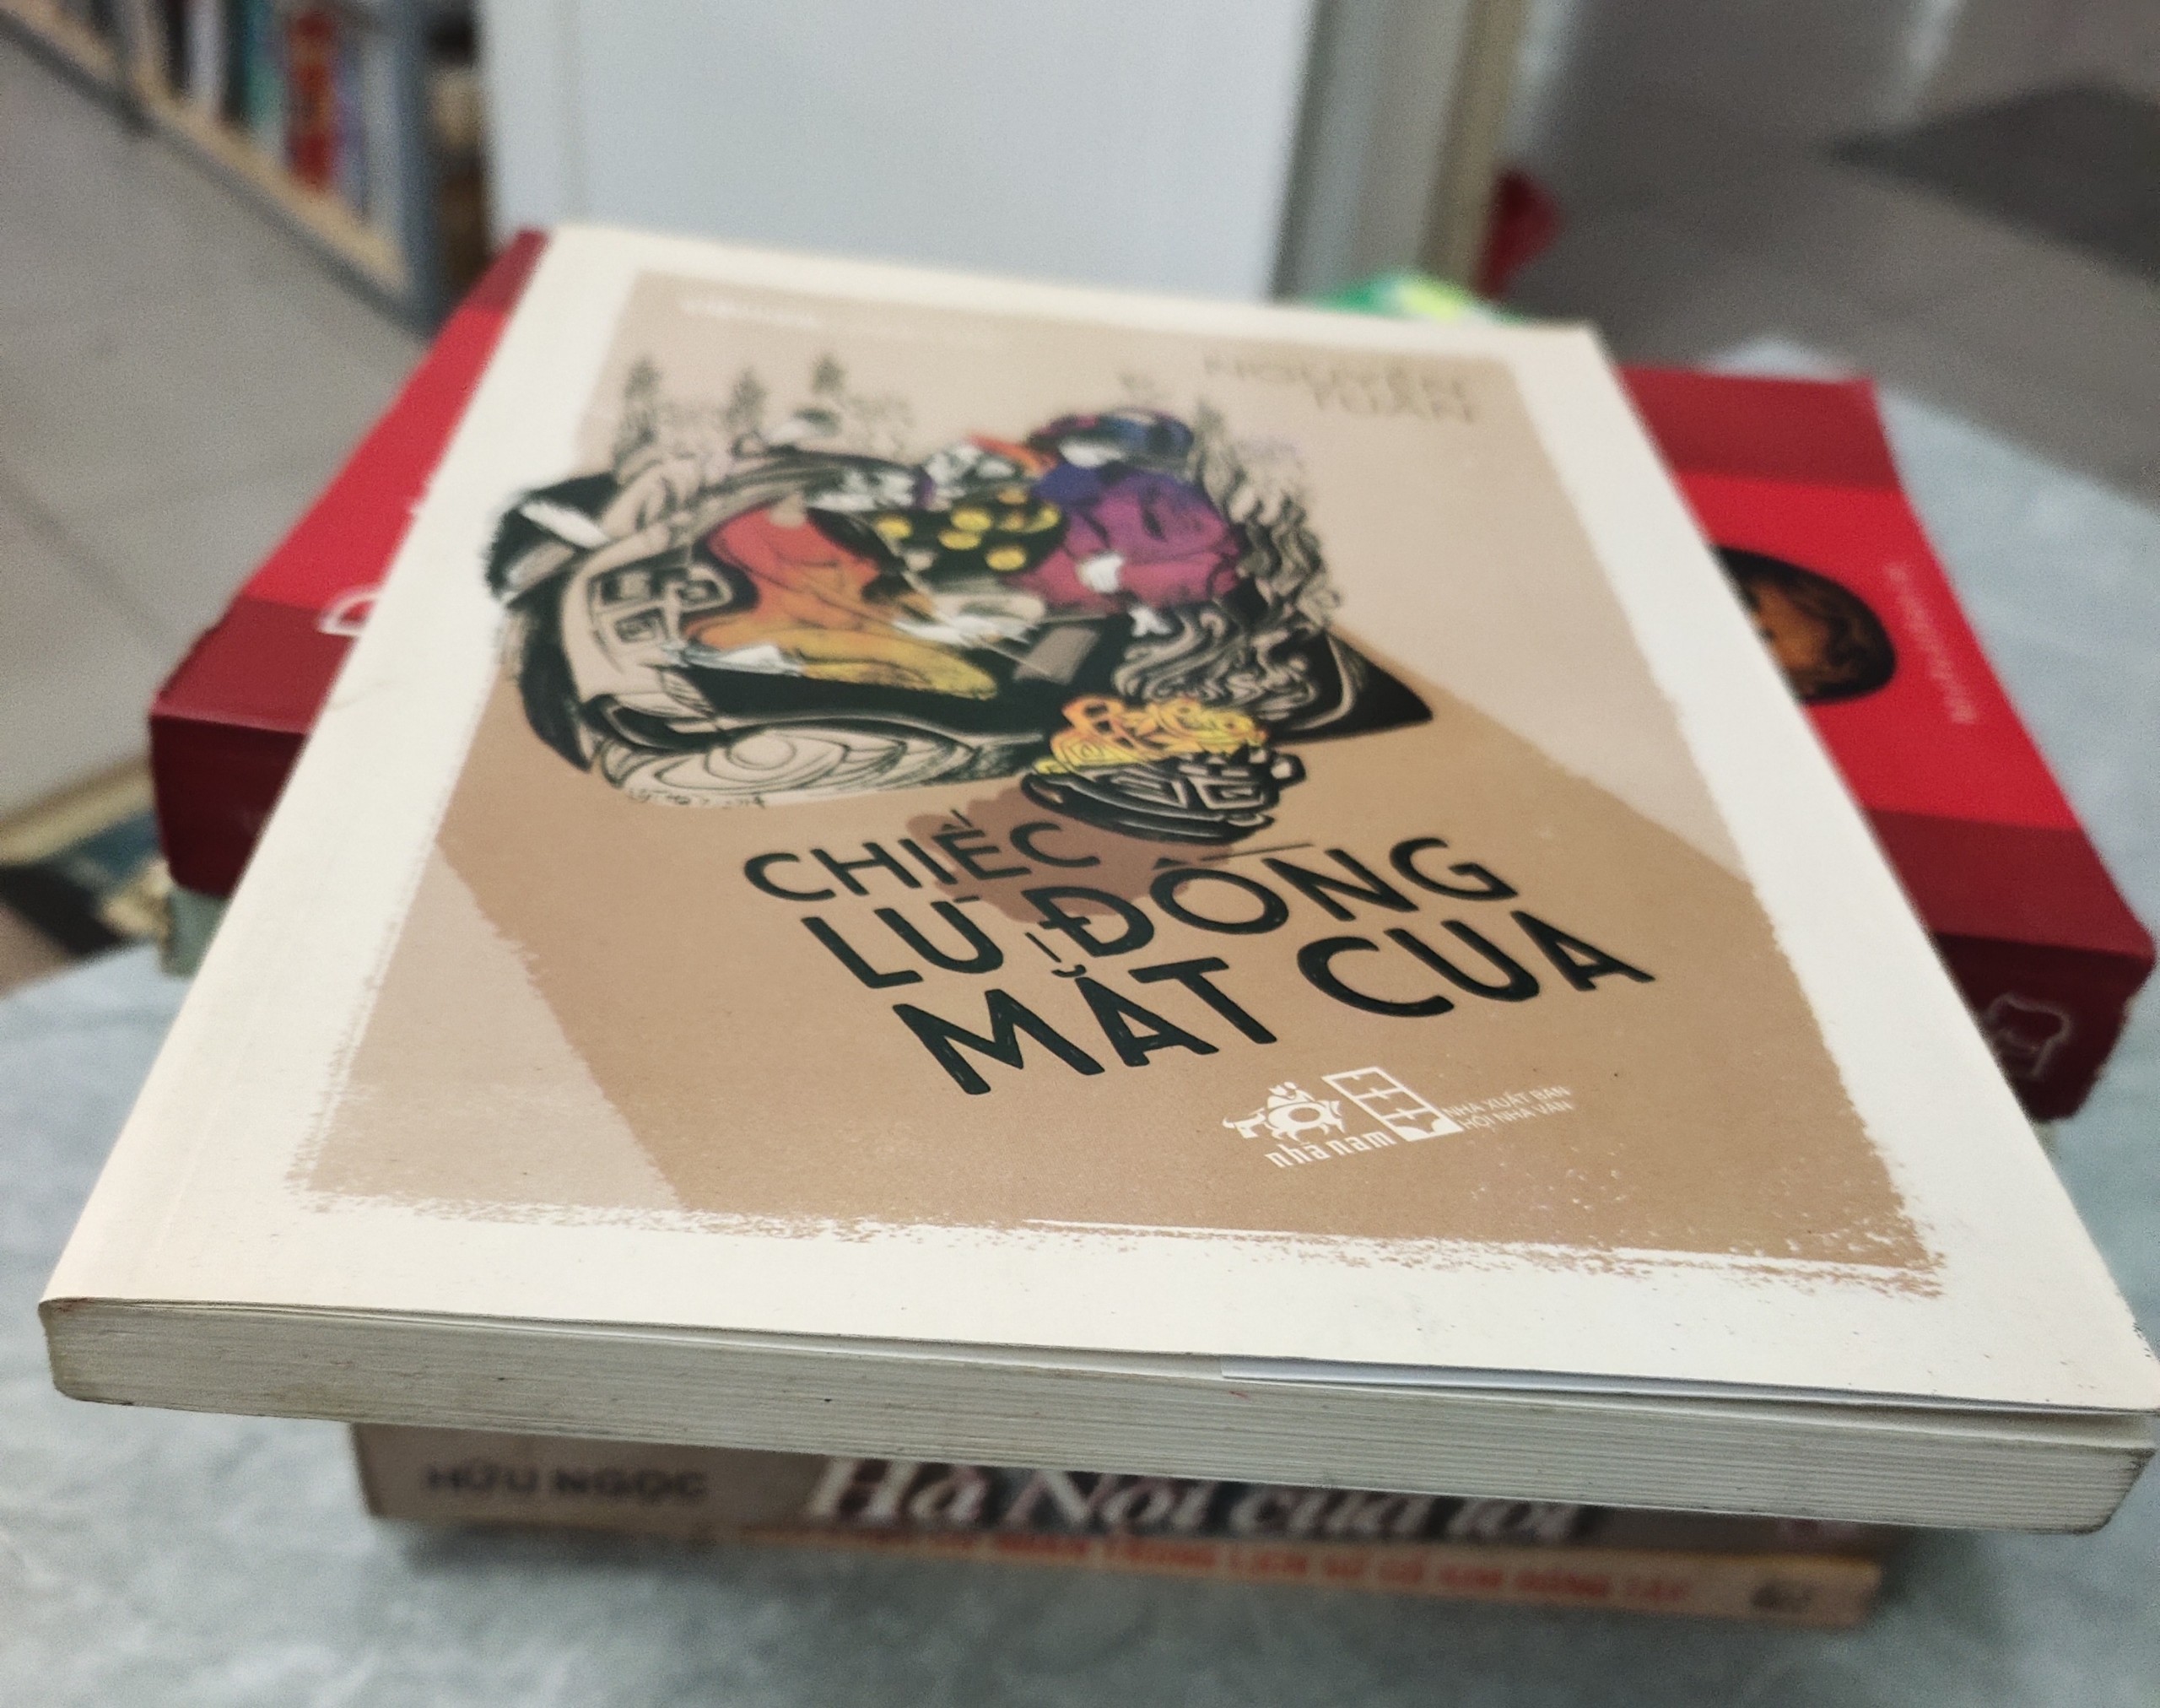 NGUYỄN
TUÂN
CHIẾC
LƯ ĐỒNG
MẮT CUA
nhã nam
NHÀ XUẤT BẢN
HỘI NHÀ VĂN
HỮU NGỌC
Hà Nội của tôi